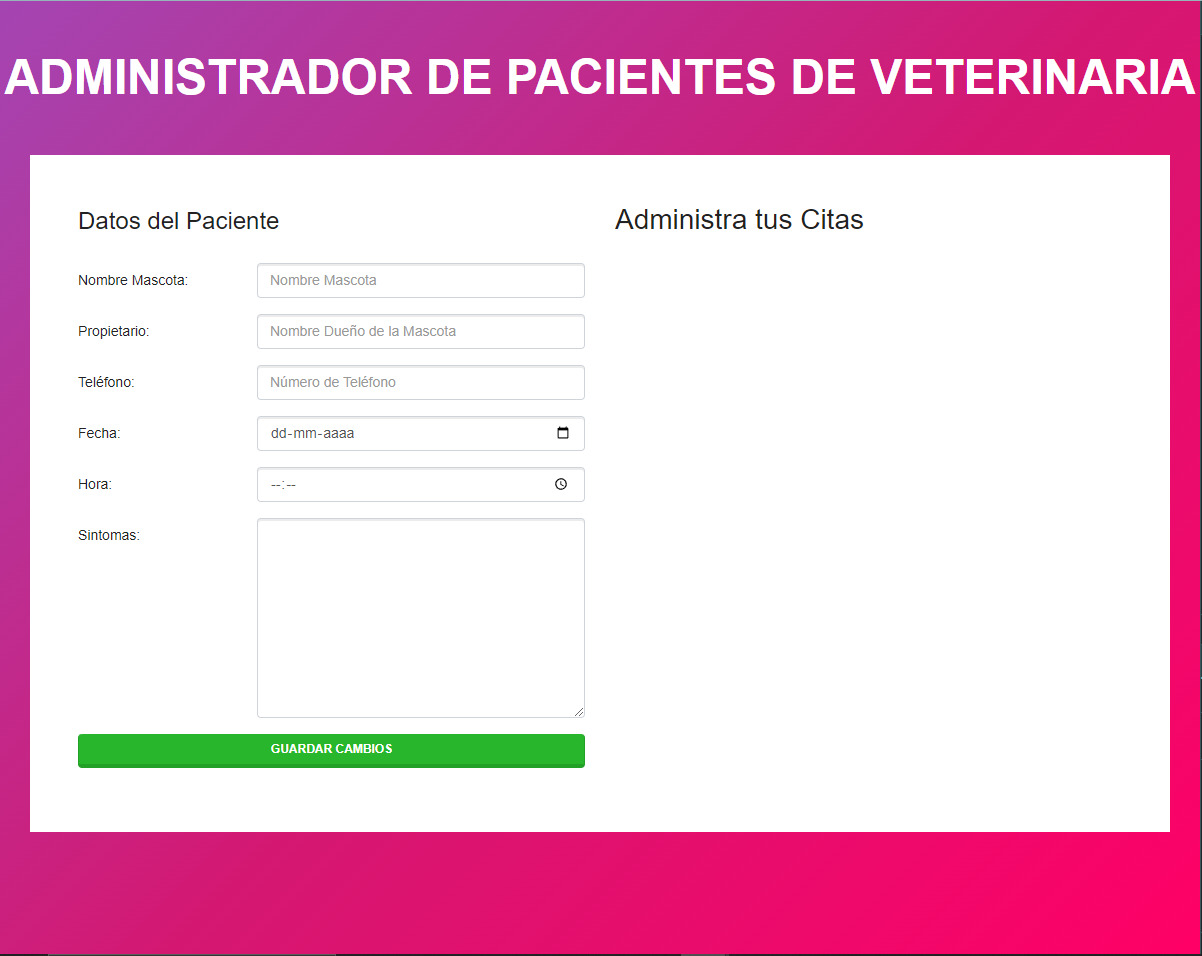 ADMINISTRADOR DE PACIENTES DE VETERINARIA
Datos del Paciente
Nombre Mascota: Nombre Mascota
Propietario: Nombre Dueño de la Mascota
Teléfono: Número de Teléfono
Fecha: dd-mm-aaaa
Hora: --:--
Sintomas:
GUARDAR CAMBIOS
Administra tus Citas